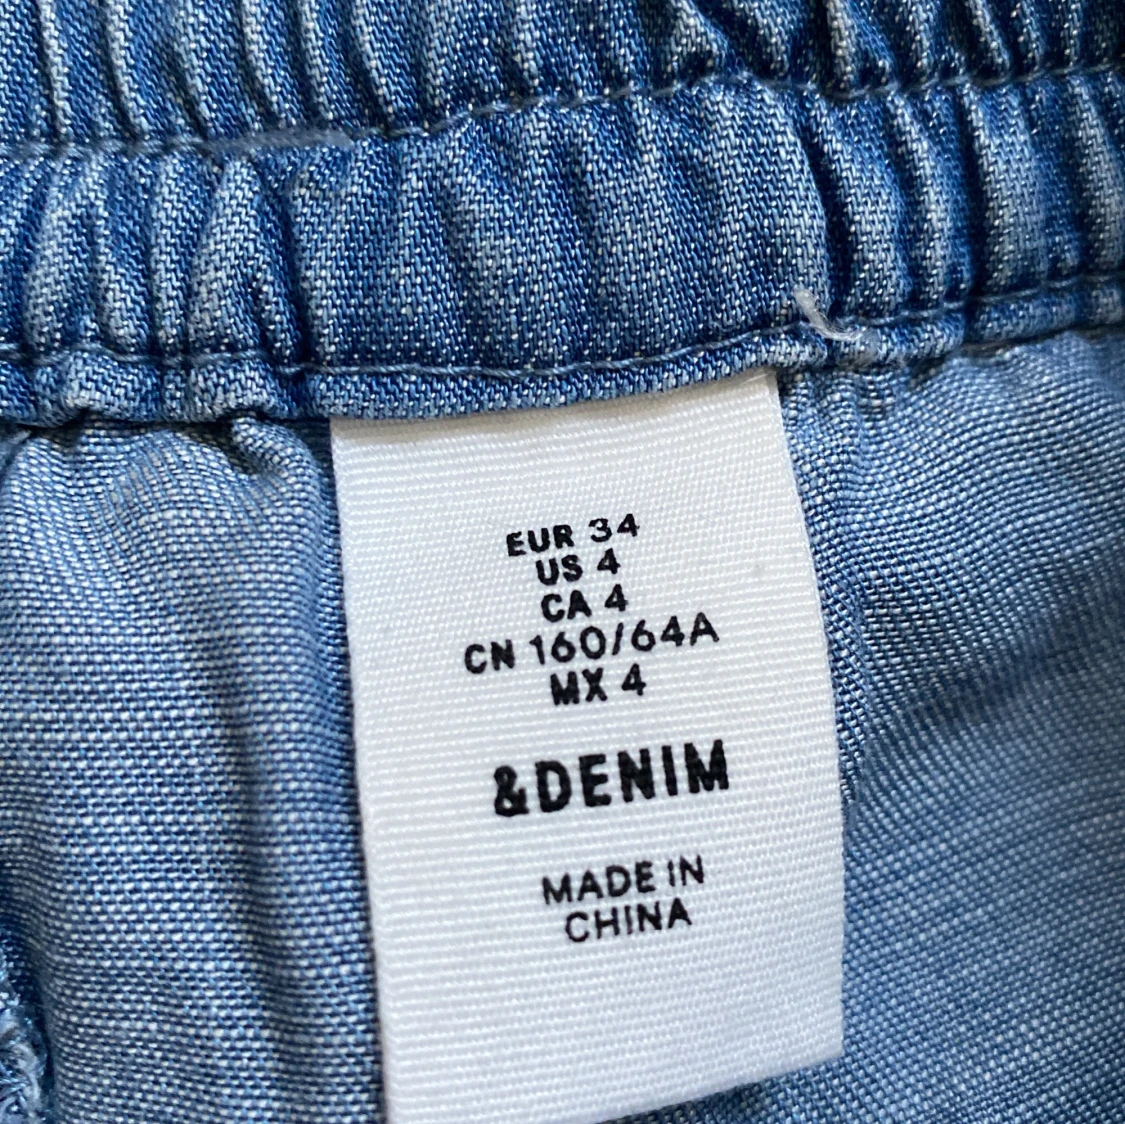 EUR 34
US 4
CA 4
CN 160/64A
MX 4
&DENIM
MADE IN
CHINA